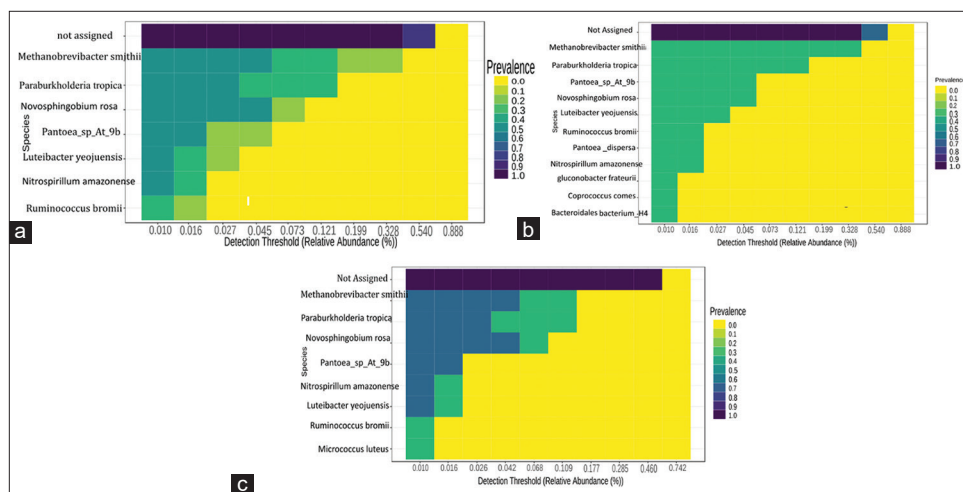 a
not assigned
Methanobrevibacter smithii
Paraburkholderia tropica
Novosphingobium rosa
Pantoea_sp_At_9b
Luteibacter yeojuensis
Nitrospirillum amazonense
Ruminococcus bromii
Species
0.010 0.016 0.027 0.045 0.073 0.121 0.199 0.328 0.540 0.888
Detection Threshold (Relative Abundance (%))
Prevalence
0.0
0.1
0.2
0.3
0.4
0.5
0.6
0.7
0.8
0.9
1.0
b
Not Assigned
Methanobrevibacter smithii
Paraburkholderia tropica
Pantoea_sp_At_9b
Novosphingobium rosa
Luteibacter yeojuensis
Ruminococcus bromii
Pantoea _dispersa
Nitrospirillum amazonense
gluconobacter frateurii
Coprococcus comes
Bacteroidales bacterium_H4
Species
0.010 0.016 0.027 0.045 0.073 0.121 0.199 0.328 0.540 0.888
Detection Threshold (Relative Abundance (%))
Prevalence
0.0
0.1
0.2
0.3
0.4
0.5
0.6
0.7
0.8
0.9
1.0
c
Not Assigned
Methanobrevibacter smithii
Paraburkholderia tropica
Novosphingobium rosa
Pantoea_sp_At_9b
Nitrospirillum amazonense
Luteibacter yeojuensis
Ruminococcus bromii
Micrococcus luteus
Species
0.010 0.016 0.026 0.042 0.068 0.109 0.177 0.285 0.460 0.742
Detection Threshold (Relative Abundance (%))
Prevalence
0.0
0.1
0.2
0.3
0.4
0.5
0.6
0.7
0.8
0.9
1.0